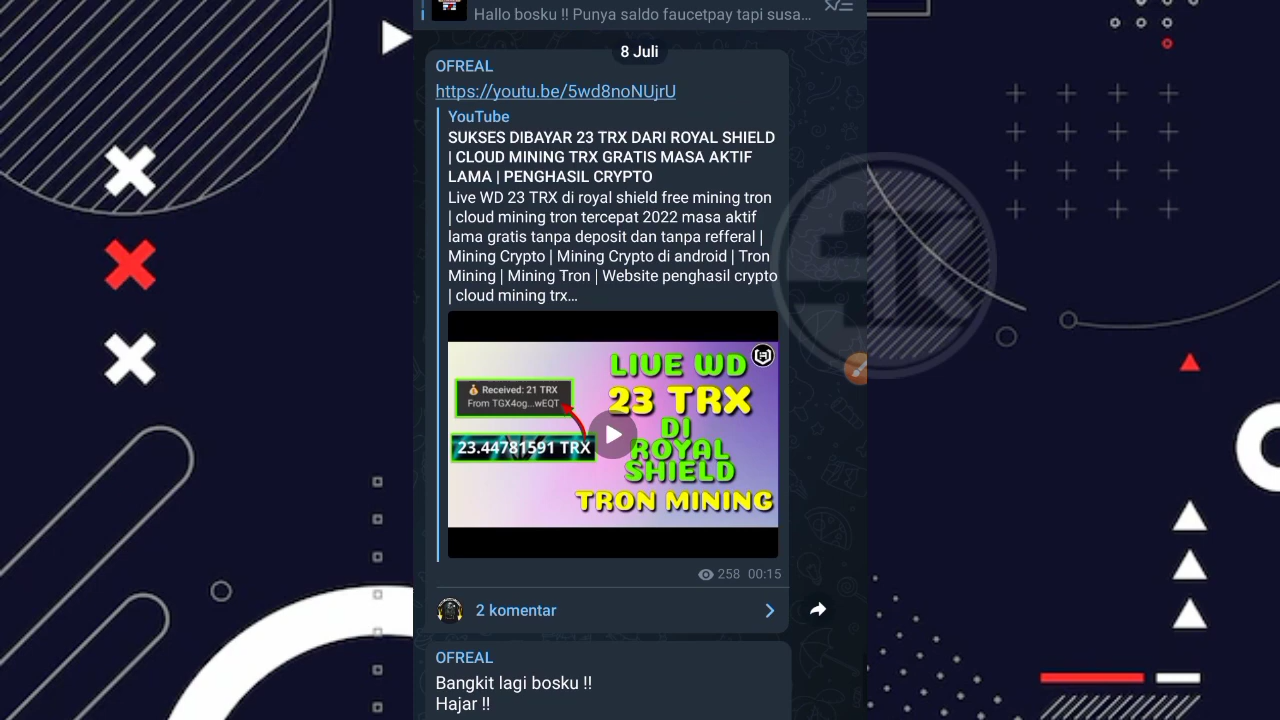 Hallo bosku !! Punya saldo faucetpay tapi susa...
8 Juli
OFREAL
https://youtu.be/5wd8noNUjrU
YouTube
SUKSES DIBAYAR 23 TRX DARI ROYAL SHIELD
| CLOUD MINING TRX GRATIS MASA AKTIF
LAMA | PENGHASIL CRYPTO
Live WD 23 TRX di royal shield free mining tron
| cloud mining tron tercepat 2022 masa aktif
lama gratis tanpa deposit dan tanpa refferal |
Mining Crypto | Mining Crypto di android | Tron
Mining | Mining Tron | Website penghasil crypto
| cloud mining trx...
LIVE WD
23 TRX
DI
ROYAL
SHIELD
TRON MINING
Received: 21 TRX
From TGX4og...wEQT
23.44781591 TRX
258 00:15
2 komentar
OFREAL
Bangkit lagi bosku !!
Hajar !!